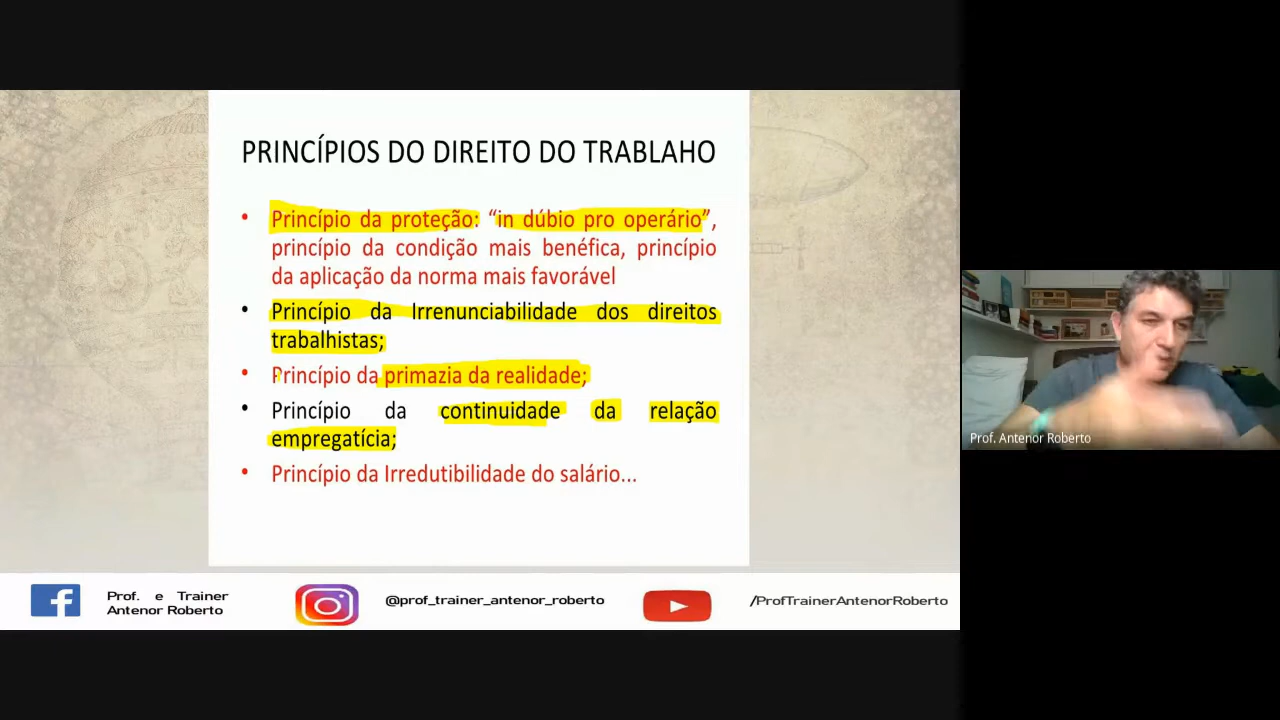 PRINCÍPIOS DO DIREITO DO TRABLAHO
• Princípio da proteção: “in dúbio pro operário”,
princípio da condição mais benéfica, princípio
da aplicação da norma mais favorável
• Princípio da Irrenunciabilidade dos direitos
trabalhistas;
• Princípio da primazia da realidade;
• Princípio da continuidade da relação
empregatícia;
• Princípio da Irredutibilidade do salário...
Prof. Antenor Roberto
Prof. e Trainer
Antenor Roberto
@prof_trainer_antenor_roberto
/ProfTrainerAntenorRoberto